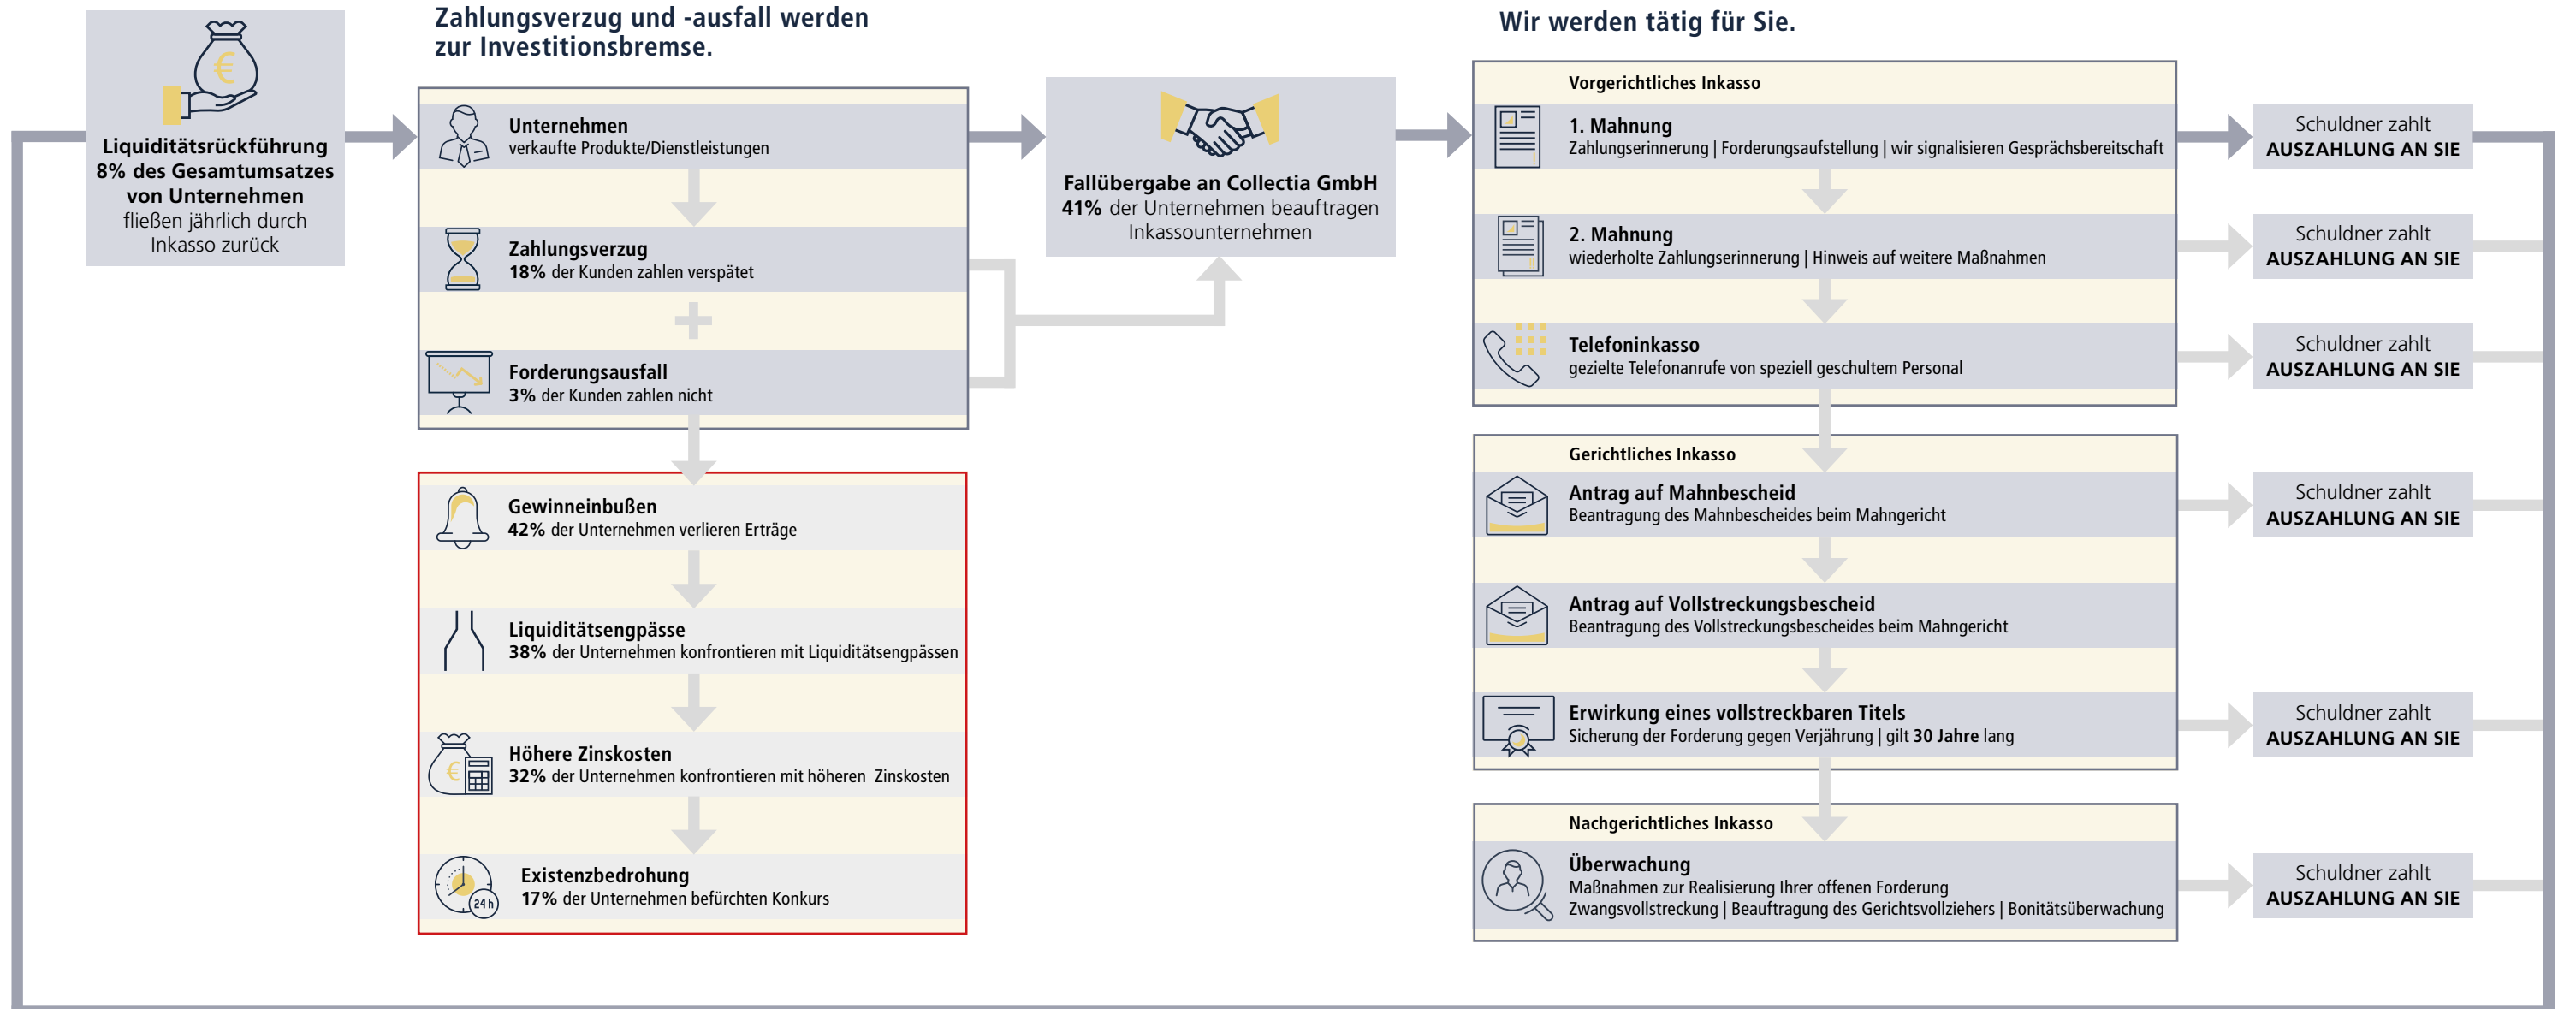 Liquiditätsrückführung
8% des Gesamtumsatzes
von Unternehmen
fließen jährlich durch
Inkasso zurück
Zahlungsverzug und -ausfall werden
zur Investitionsbremse.
Unternehmen
verkaufte Produkte/Dienstleistungen
Zahlungsverzug
18% der Kunden zahlen verspätet
Forderungsausfall
3% der Kunden zahlen nicht
Gewinneinbußen
42% der Unternehmen verlieren Erträge
Liquiditätsengpässe
38% der Unternehmen konfrontieren mit Liquiditätsengpässen
Höhere Zinskosten
32% der Unternehmen konfrontieren mit höheren Zinskosten
24 h
Existenzbedrohung
17% der Unternehmen befürchten Konkurs
Fallübergabe an Collectia GmbH
41% der Unternehmen beauftragen
Inkassounternehmen
Wir werden tätig für Sie.
Vorgerichtliches Inkasso
1. Mahnung
Zahlungserinnerung | Forderungsaufstellung | wir signalisieren Gesprächsbereitschaft
Schuldner zahlt
AUSZAHLUNG AN SIE
2. Mahnung
wiederholte Zahlungserinnerung | Hinweis auf weitere Maßnahmen
Schuldner zahlt
AUSZAHLUNG AN SIE
Telefoninkasso
gezielte Telefonanrufe von speziell geschultem Personal
Schuldner zahlt
AUSZAHLUNG AN SIE
Gerichtliches Inkasso
Antrag auf Mahnbescheid
Beantragung des Mahnbescheides beim Mahngericht
Schuldner zahlt
AUSZAHLUNG AN SIE
Antrag auf Vollstreckungsbescheid
Beantragung des Vollstreckungsbescheides beim Mahngericht
Erwirkung eines vollstreckbaren Titels
Sicherung der Forderung gegen Verjährung | gilt 30 Jahre lang
Schuldner zahlt
AUSZAHLUNG AN SIE
Nachgerichtliches Inkasso
Überwachung
Maßnahmen zur Realisierung Ihrer offenen Forderung
Zwangsvollstreckung | Beauftragung des Gerichtsvollziehers | Bonitätsüberwachung
Schuldner zahlt
AUSZAHLUNG AN SIE